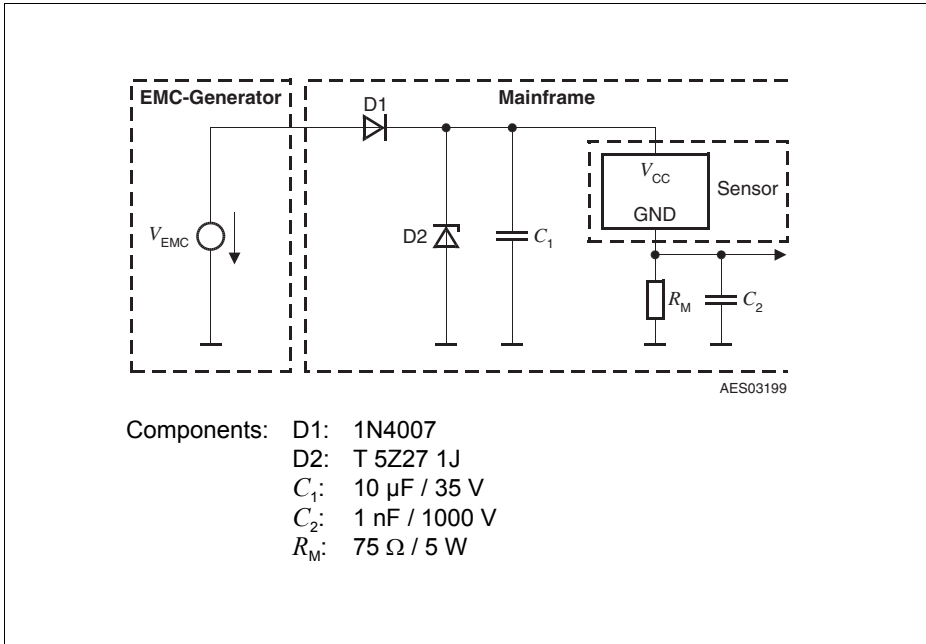 EMC-Generator
Mainframe
D1
V_CC
Sensor
GND
V_EMC
D2
C_1
R_M
C_2
AES03199
Components: D1: 1N4007
D2: T 5Z27 1J
C_1: 10 µF / 35 V
C_2: 1 nF / 1000 V
R_M: 75 Ω / 5 W